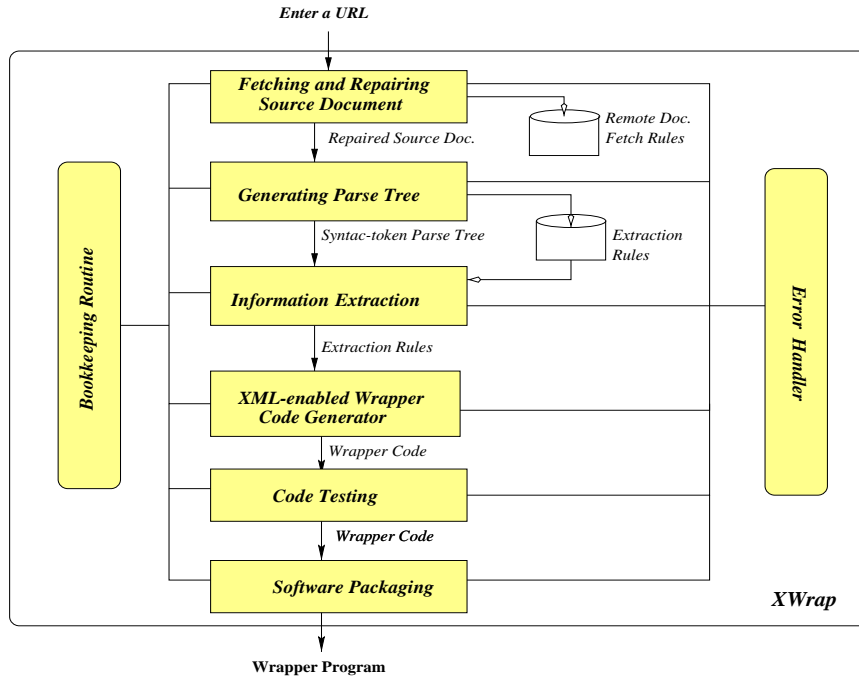 Enter a URL
Fetching and Repairing
Source Document
Remote Doc.
Fetch Rules
Repaired Source Doc.
Generating Parse Tree
Syntac-token Parse Tree
Extraction
Rules
Information Extraction
Extraction Rules
XML-enabled Wrapper
Code Generator
Wrapper Code
Code Testing
Wrapper Code
Software Packaging
Bookkeeping Routine
Error Handler
XWrap
Wrapper Program